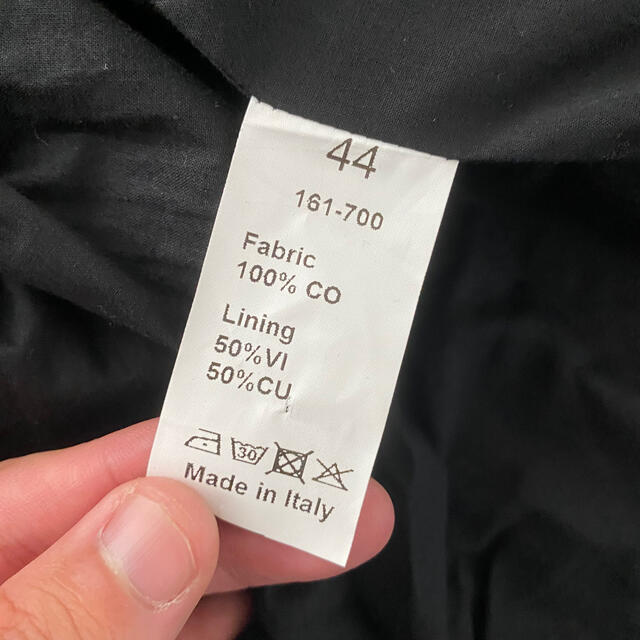 44
161-700
Fabric
100% CO
Lining
50%VI
50%CU
30
Made in Italy